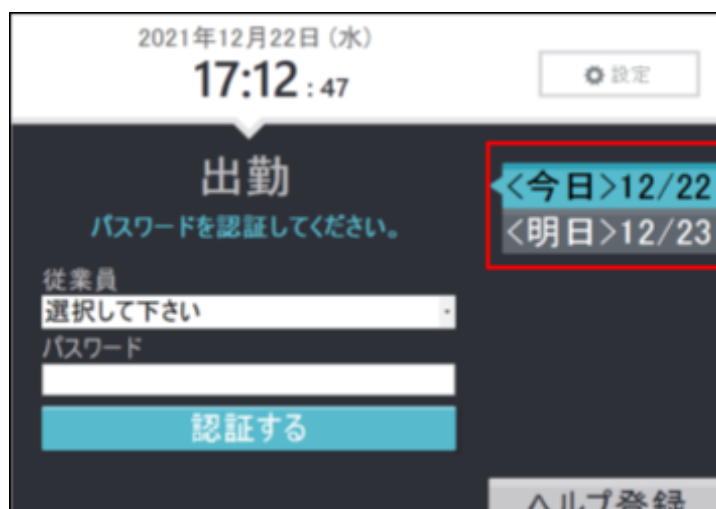 2021年12月22日 (水)
17:12 : 47
設定
出勤
パスワードを認証してください。
<今日>12/22
<明日>12/23
従業員
選択して下さい
パスワード
認証する
ヘルプ登録